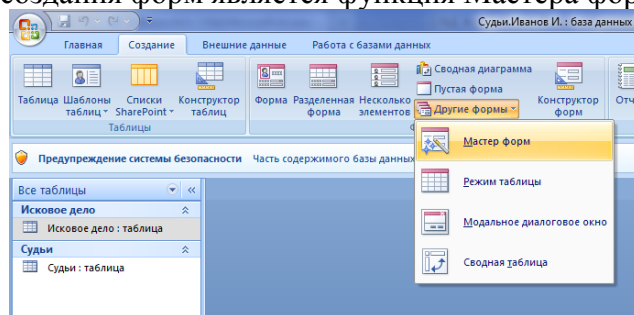 создания форм является функция Мастера фор
Судьи.Иванов И. : база данных
Главная Создание Внешние данные Работа с базами данных
Таблица Шаблоны таблиц Списки SharePoint Конструктор таблиц
Таблицы
Форма Разделенная форма Несколько элементов
Сводная диаграмма
Пустая форма
Другие формы
Конструктор форм
Отч
Мастер форм
Режим таблицы
Модальное диалоговое окно
Сводная таблица
Предупреждение системы безопасности Часть содержимого базы данных
Все таблицы
Исковое дело
Исковое дело : таблица
Судьи
Судьи : таблица